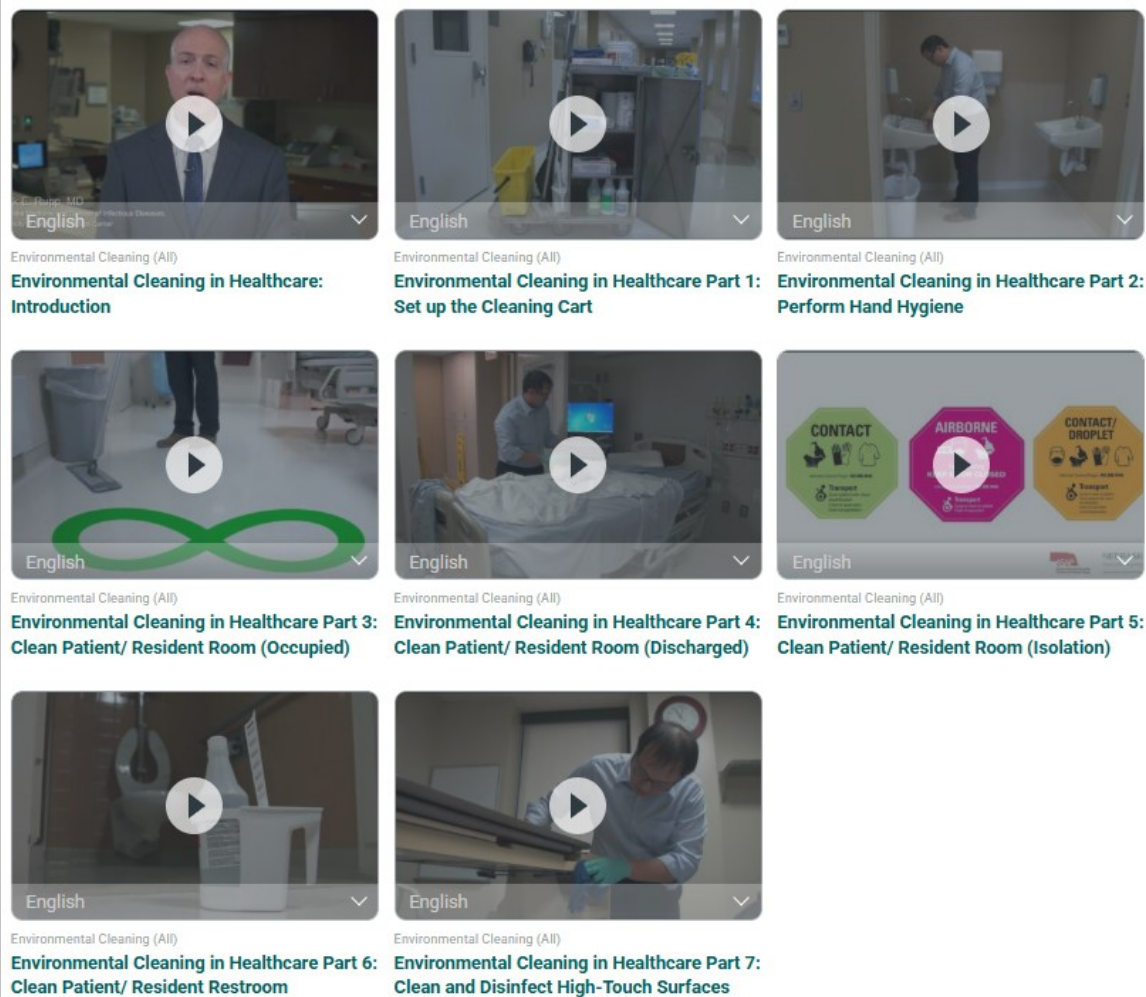 k E. Rupp, MD
English
English
English
Environmental Cleaning (All)
Environmental Cleaning (All)
Environmental Cleaning (All)
Environmental Cleaning in Healthcare:
Introduction
Environmental Cleaning in Healthcare Part 1:
Set up the Cleaning Cart
Environmental Cleaning in Healthcare Part 2:
Perform Hand Hygiene
CONTACT
Transport
AIRBORNE
Transport
CONTACT/
DROPLET
Transport
English
English
English
Environmental Cleaning (All)
Environmental Cleaning (All)
Environmental Cleaning (All)
Environmental Cleaning in Healthcare Part 3:
Clean Patient/ Resident Room (Occupied)
Environmental Cleaning in Healthcare Part 4:
Clean Patient/ Resident Room (Discharged)
Environmental Cleaning in Healthcare Part 5:
Clean Patient/ Resident Room (Isolation)
English
English
Environmental Cleaning (All)
Environmental Cleaning (All)
Environmental Cleaning in Healthcare Part 6:
Clean Patient/ Resident Restroom
Environmental Cleaning in Healthcare Part 7:
Clean and Disinfect High-Touch Surfaces